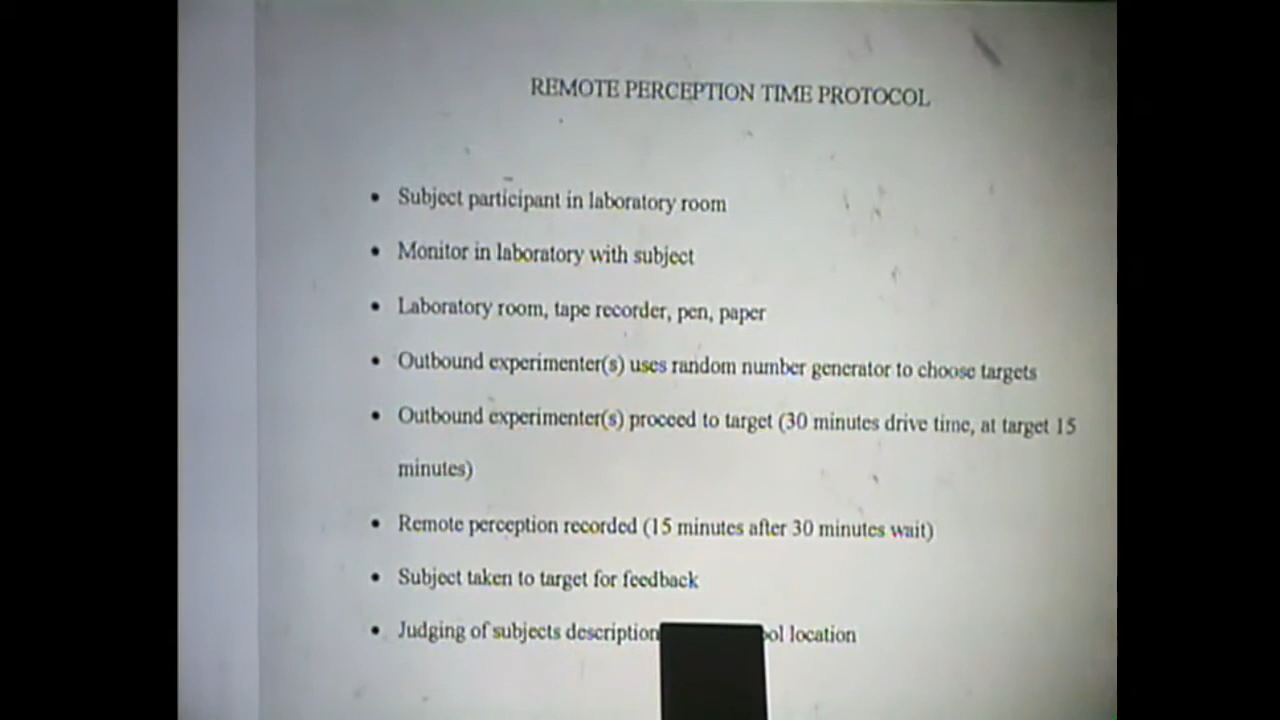 REMOTE PERCEPTION TIME PROTOCOL
• Subject participant in laboratory room
• Monitor in laboratory with subject
• Laboratory room, tape recorder, pen, paper
• Outbound experimenter(s) uses random number generator to choose targets
• Outbound experimenter(s) proceed to target (30 minutes drive time, at target 15
minutes)
• Remote perception recorded (15 minutes after 30 minutes wait)
• Subject taken to target for feedback
• Judging of subjects description location